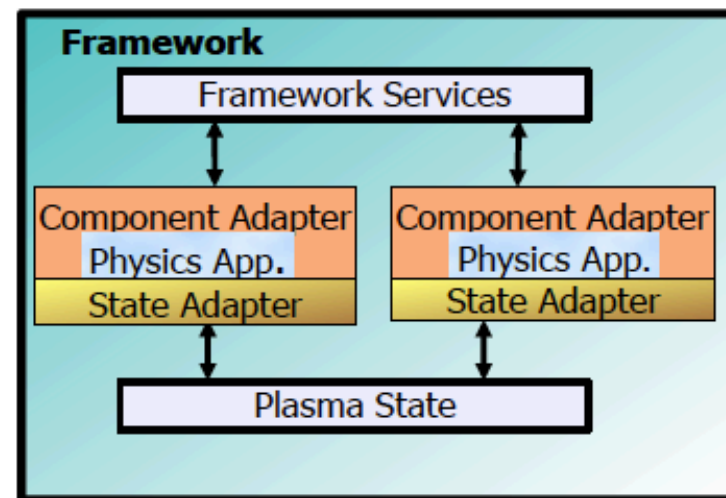 Framework
Framework Services
Component Adapter
Physics App.
State Adapter
Component Adapter
Physics App.
State Adapter
Plasma State